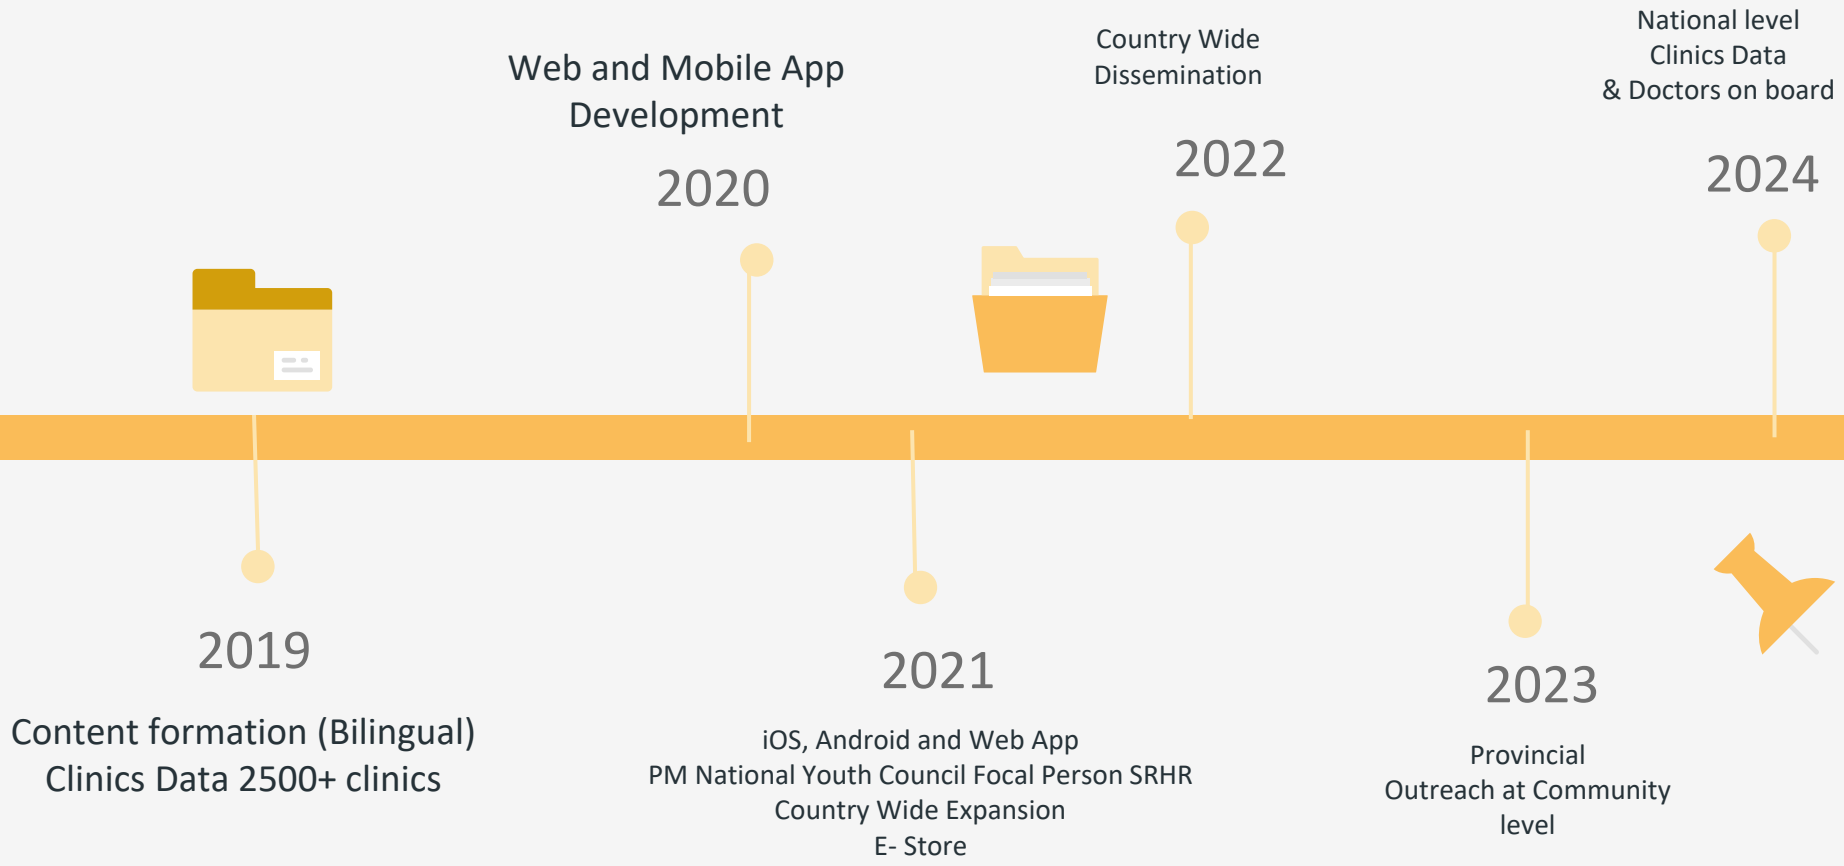 2019
Content formation (Bilingual)
Clinics Data 2500+ clinics
Web and Mobile App
Development
2020
2021
iOS, Android and Web App
PM National Youth Council Focal Person SRHR
Country Wide Expansion
E- Store
Country Wide
Dissemination
2022
2023
Provincial
Outreach at Community
level
National level
Clinics Data
& Doctors on board
2024